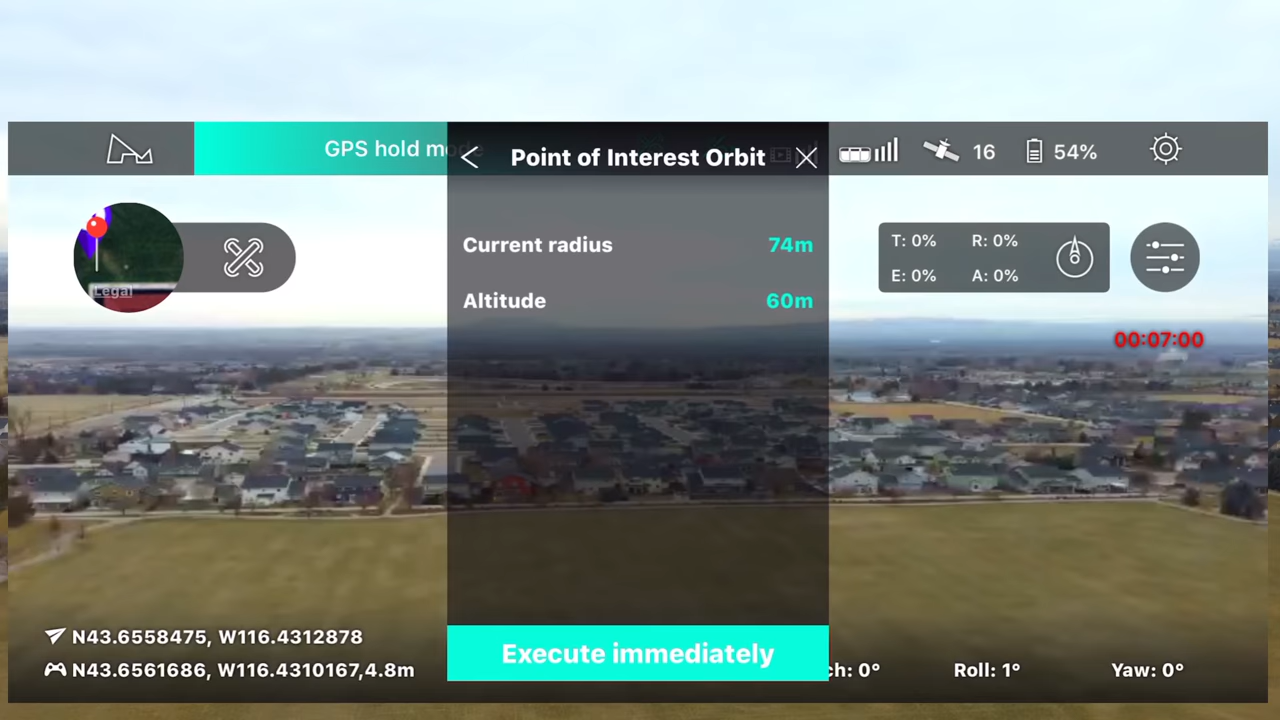 GPS hold mode
Point of Interest Orbit
16
54%
Current radius 74m
Altitude 60m
T: 0% R: 0%
E: 0% A: 0%
Legal
00:07:00
N43.6558475, W116.4312878
N43.6561686, W116.4310167,4.8m
Execute immediately
ch: 0° Roll: 1° Yaw: 0°